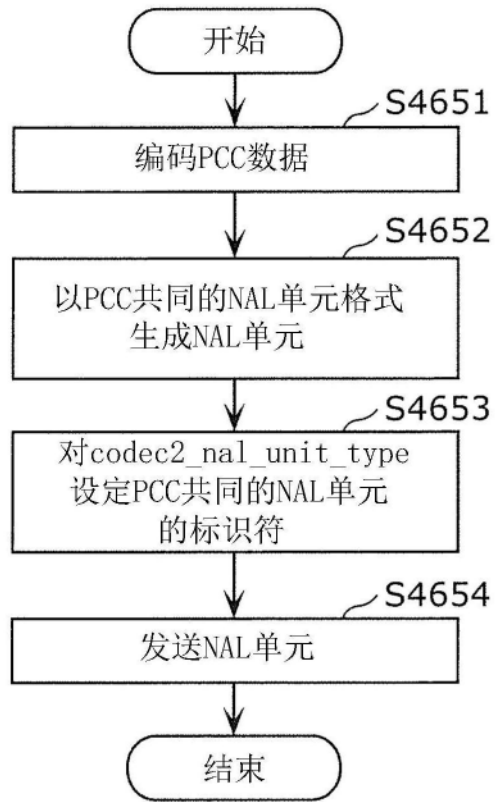 开始
S4651
编码PCC数据
S4652
以PCC共同的NAL单元格式
生成NAL单元
S4653
对codec2_nal_unit_type
设定PCC共同的NAL单元
的标识符
S4654
发送NAL单元
结束